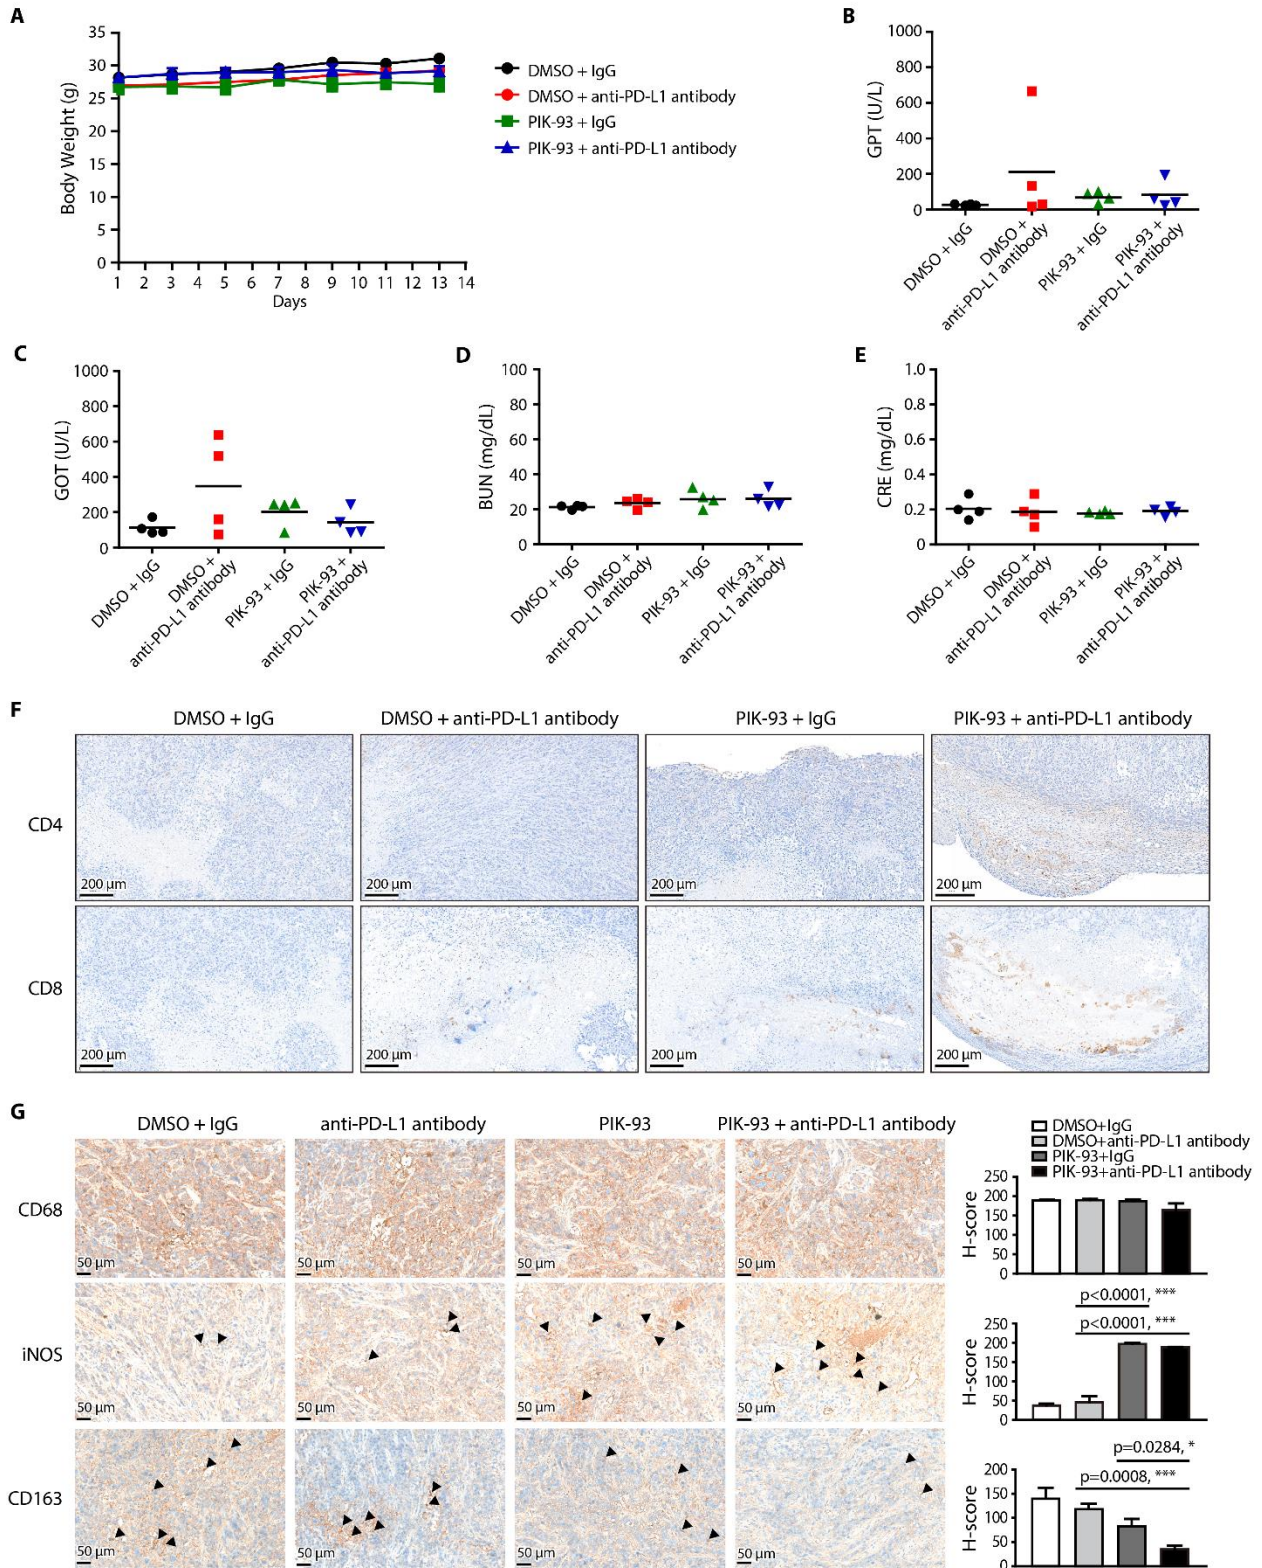 A
35
30
25
20
15
10
5
0
Body Weight (g)
1 2 3 4 5 6 7 8 9 10 11 12 13 14
Days
DMSO + IgG
DMSO + anti-PD-L1 antibody
PIK-93 + IgG
PIK-93 + anti-PD-L1 antibody
B
1000
800
600
400
200
0
GPT (U/L)
DMSO + IgG
DMSO +
anti-PD-L1 antibody
PIK-93 + IgG
PIK-93 +
anti-PD-L1 antibody
C
1000
800
600
400
200
0
GOT (U/L)
DMSO + IgG
DMSO +
anti-PD-L1 antibody
PIK-93 + IgG
PIK-93 +
anti-PD-L1 antibody
D
100
80
60
40
20
0
BUN (mg/dL)
DMSO + IgG
DMSO +
anti-PD-L1 antibody
PIK-93 + IgG
PIK-93 +
anti-PD-L1 antibody
E
1.0
0.8
0.6
0.4
0.2
0
CRE (mg/dL)
DMSO + IgG
DMSO +
anti-PD-L1 antibody
PIK-93 + IgG
PIK-93 +
anti-PD-L1 antibody
F
DMSO + IgG DMSO + anti-PD-L1 antibody PIK-93 + IgG PIK-93 + anti-PD-L1 antibody
CD4
200 µm 200 µm 200 µm 200 µm
CD8
200 µm 200 µm 200 µm 200 µm
G
DMSO + IgG anti-PD-L1 antibody PIK-93 PIK-93 + anti-PD-L1 antibody
CD68
50 µm 50 µm 50 µm 50 µm
iNOS
50 µm 50 µm 50 µm 50 µm
CD163
50 µm 50 µm 50 µm 50 µm
DMSO+IgG
DMSO+anti-PD-L1 antibody
PIK-93+IgG
PIK-93+anti-PD-L1 antibody
250
200
150
100
50
0
H-score
p<0.0001, ***
p<0.0001, ***
250
200
150
100
50
0
H-score
p=0.0284, *
p=0.0008, ***
200
150
100
50
0
H-score